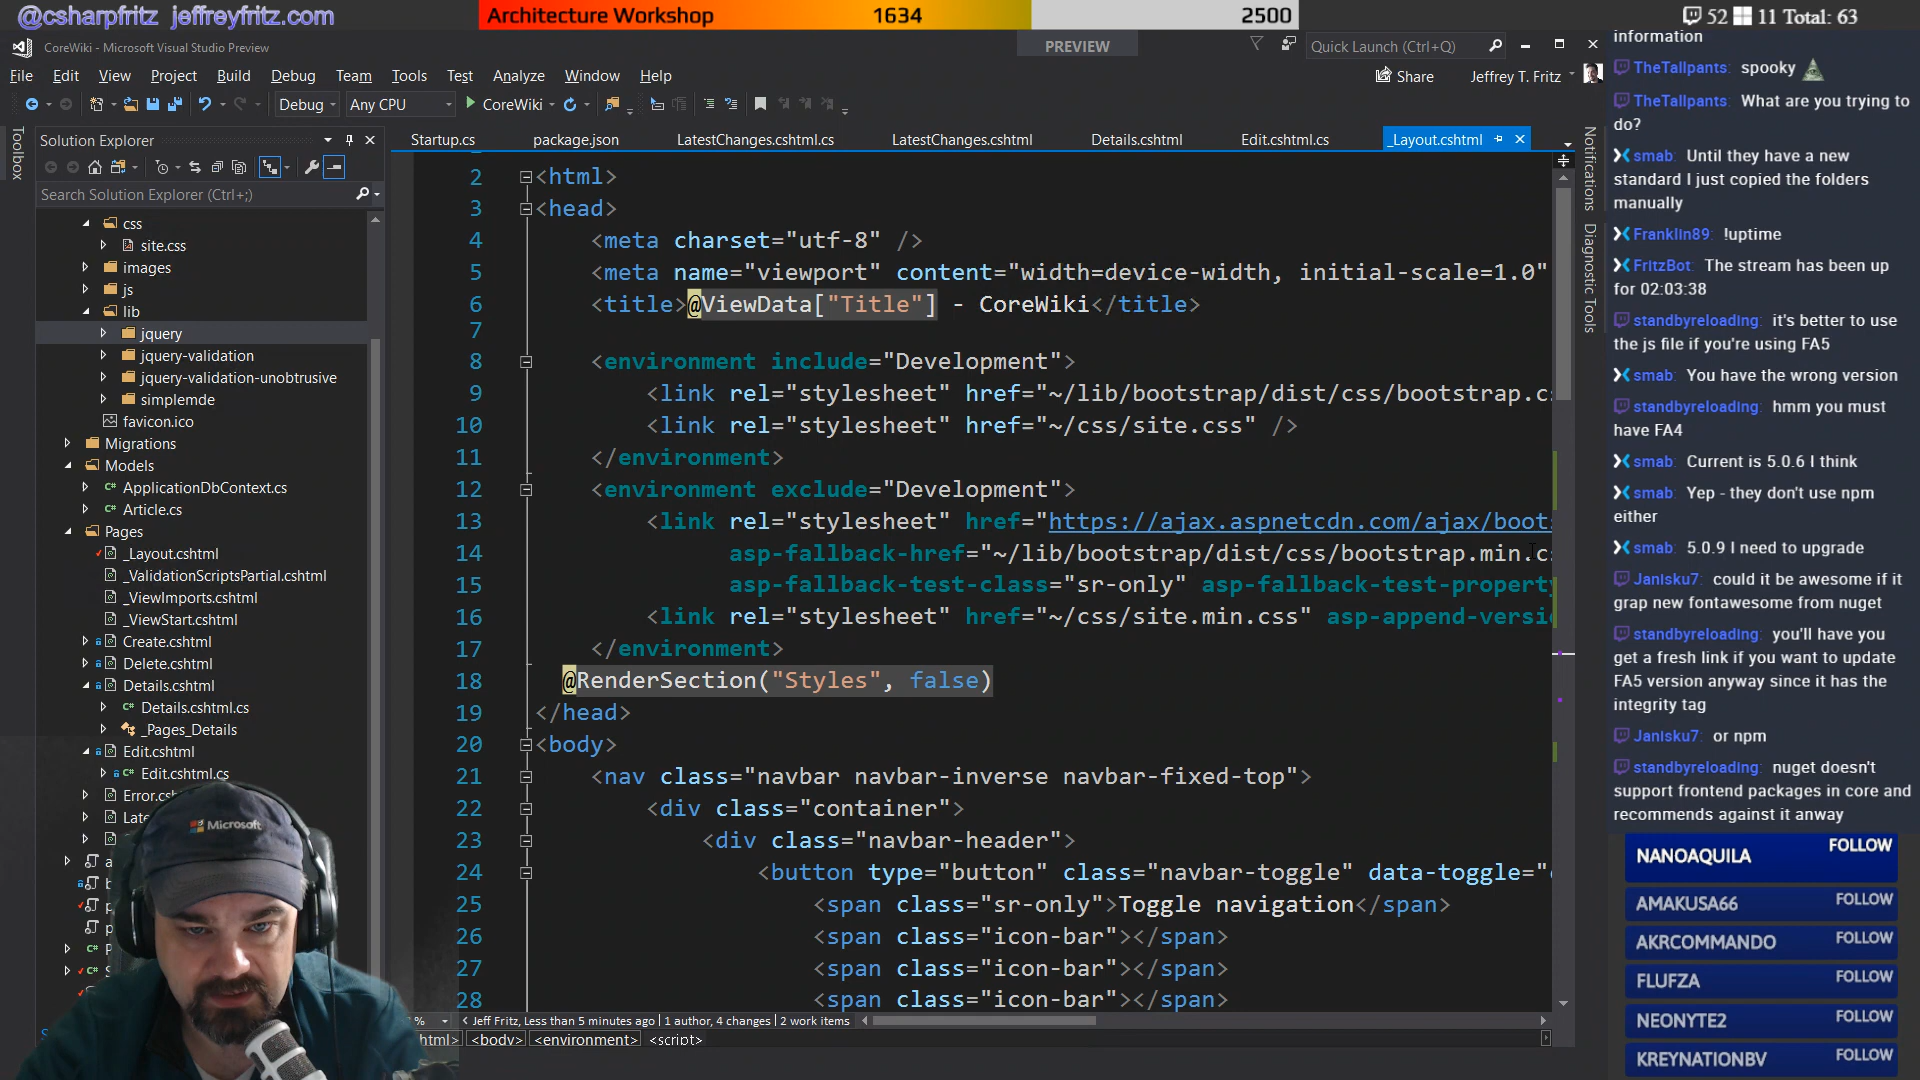 @csharpfritz jeffreyfritz.com
Architecture Workshop 1634 2500
52 11 Total: 63
CoreWiki - Microsoft Visual Studio Preview
PREVIEW
Quick Launch (Ctrl+Q)
File Edit View Project Build Debug Team Tools Test Analyze Window Help
Share Jeffrey T. Fritz
Debug Any CPU CoreWiki
Toolbox
Solution Explorer
Search Solution Explorer (Ctrl+;)
css
site.css
images
js
lib
jquery
jquery-validation
jquery-validation-unobtrusive
simplemde
favicon.ico
Migrations
Models
ApplicationDbContext.cs
Article.cs
Pages
_Layout.cshtml
_ValidationScriptsPartial.cshtml
_ViewImports.cshtml
_ViewStart.cshtml
Create.cshtml
Delete.cshtml
Details.cshtml
Details.cshtml.cs
_Pages_Details
Edit.cshtml
Edit.cshtml.cs
Error.cs
Late
Startup.cs package.json LatestChanges.cshtml.cs LatestChanges.cshtml Details.cshtml Edit.cshtml.cs _Layout.cshtml
2 <html>
3 <head>
4 <meta charset="utf-8" />
5 <meta name="viewport" content="width=device-width, initial-scale=1.0"
6 <title>@ViewData["Title"] - CoreWiki</title>
7
8 <environment include="Development">
9 <link rel="stylesheet" href="~/lib/bootstrap/dist/css/bootstrap.cs
10 <link rel="stylesheet" href="~/css/site.css" />
11 </environment>
12 <environment exclude="Development">
13 <link rel="stylesheet" href="https://ajax.aspnetcdn.com/ajax/boots
14 asp-fallback-href="~/lib/bootstrap/dist/css/bootstrap.min.cs
15 asp-fallback-test-class="sr-only" asp-fallback-test-property
16 <link rel="stylesheet" href="~/css/site.min.css" asp-append-versio
17 </environment>
18 @RenderSection("Styles", false)
19 </head>
20 <body>
21 <nav class="navbar navbar-inverse navbar-fixed-top">
22 <div class="container">
23 <div class="navbar-header">
24 <button type="button" class="navbar-toggle" data-toggle="
25 <span class="sr-only">Toggle navigation</span>
26 <span class="icon-bar"></span>
27 <span class="icon-bar"></span>
28 <span class="icon-bar"></span>
% Jeff Fritz, Less than 5 minutes ago | 1 author, 4 changes | 2 work items
html> <body> <environment> <script>
Notifications
Diagnostic Tools
Microsoft
information
TheTallpants: spooky
TheTallpants: What are you trying to
do?
smab: Until they have a new
standard I just copied the folders
manually
Franklin89: !uptime
FritzBot: The stream has been up
for 02:03:38
standbyreloading: it's better to use
the js file if you're using FA5
smab: You have the wrong version
standbyreloading: hmm you must
have FA4
smab: Current is 5.0.6 I think
smab: Yep - they don't use npm
either
smab: 5.0.9 I need to upgrade
Janisku7: could it be awesome if it
grap new fontawesome from nuget
standbyreloading: you'll have you
get a fresh link if you want to update
FA5 version anyway since it has the
integrity tag
Janisku7: or npm
standbyreloading: nuget doesn't
support frontend packages in core and
recommends against it anway
NANOAQUILA FOLLOW
AMAKUSA66 FOLLOW
AKRCOMMANDO FOLLOW
FLUFZA FOLLOW
NEONYTE2 FOLLOW
KREYNATIONBV FOLLOW